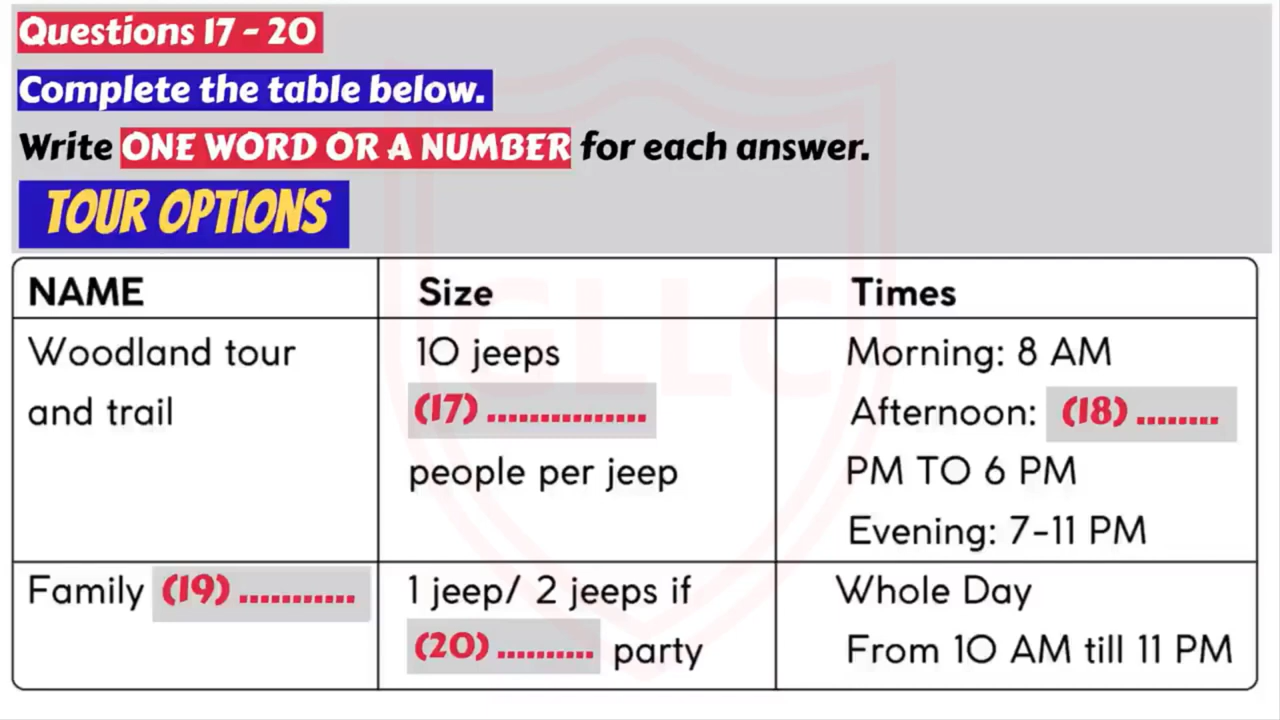 Questions 17 - 20
Complete the table below.
Write ONE WORD OR A NUMBER for each answer.
TOUR OPTIONS
NAME Size Times
Woodland tour 10 jeeps Morning: 8 AM
and trail (17) .............. Afternoon: (18) ........
people per jeep PM TO 6 PM
Evening: 7-11 PM
Family (19) ........... 1 jeep/ 2 jeeps if Whole Day
(20) .......... party From 10 AM till 11 PM
GLLC